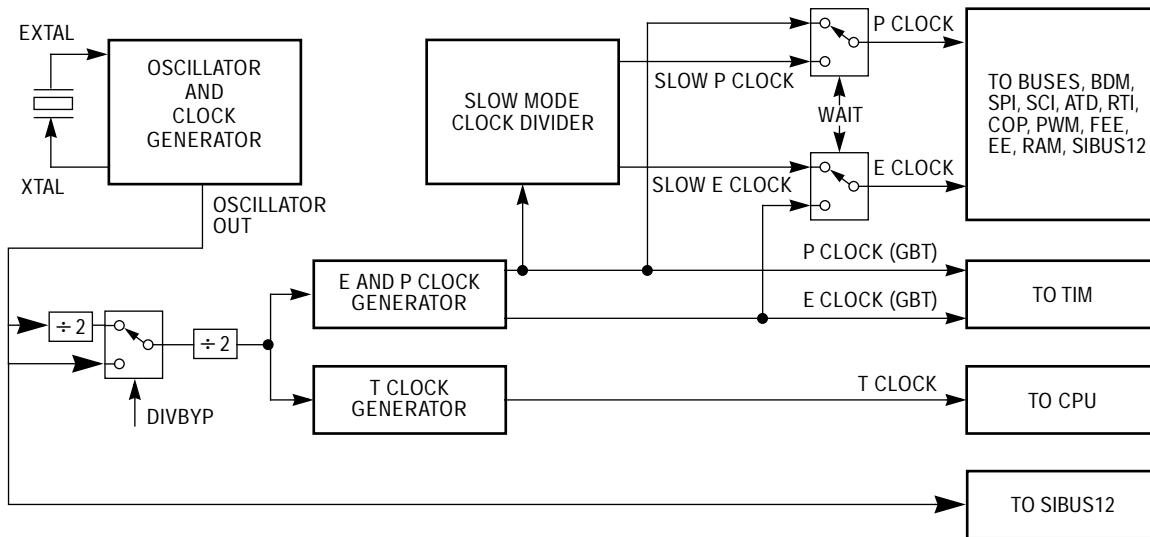 EXTAL
OSCILLATOR
AND
CLOCK
GENERATOR
XTAL
OSCILLATOR
OUT
SLOW MODE
CLOCK DIVIDER
P CLOCK
SLOW P CLOCK
WAIT
SLOW E CLOCK
E CLOCK
TO BUSES, BDM,
SPI, SCI, ATD, RTI,
COP, PWM, FEE,
EE, RAM, SIBUS12
E AND P CLOCK
GENERATOR
P CLOCK (GBT)
E CLOCK (GBT)
TO TIM
÷ 2
÷ 2
DIVBYP
T CLOCK
GENERATOR
T CLOCK
TO CPU
TO SIBUS12